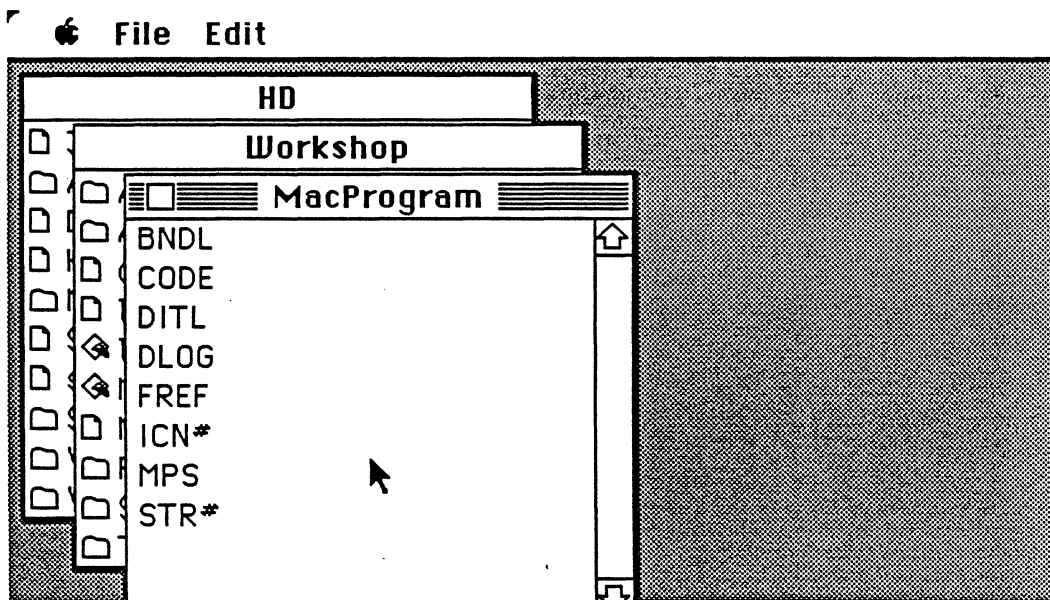 File Edit
HD
Workshop
MacProgram
BNDL
CODE
DITL
DLOG
FREF
ICN#
MPS
STR#